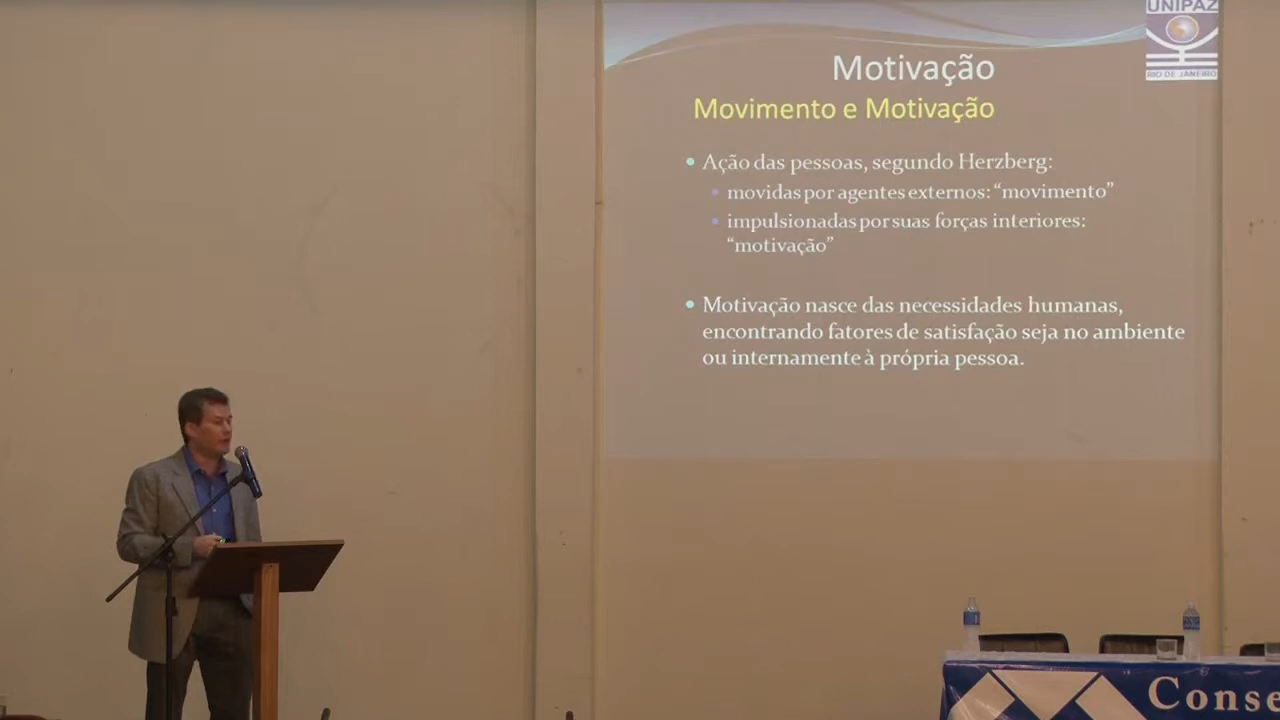 UNIPAZ
RIO DE JANEIRO
Motivação
Movimento e Motivação
• Ação das pessoas, segundo Herzberg:
• movidas por agentes externos: “movimento”
• impulsionadas por suas forças interiores:
“motivação”
• Motivação nasce das necessidades humanas,
encontrando fatores de satisfação seja no ambiente
ou internamente à própria pessoa.
Conse